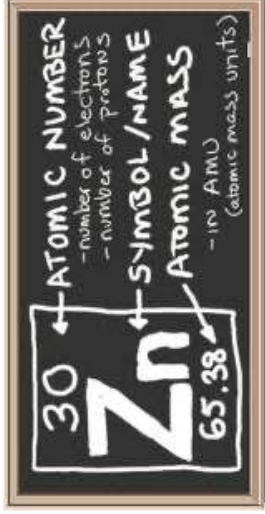 30
Zn
65.38
ATOMIC NUMBER
-number of electrons
- number of protons
SYMBOL/NAME
ATOMIC MASS
-IN AMU
(atomic mass units)